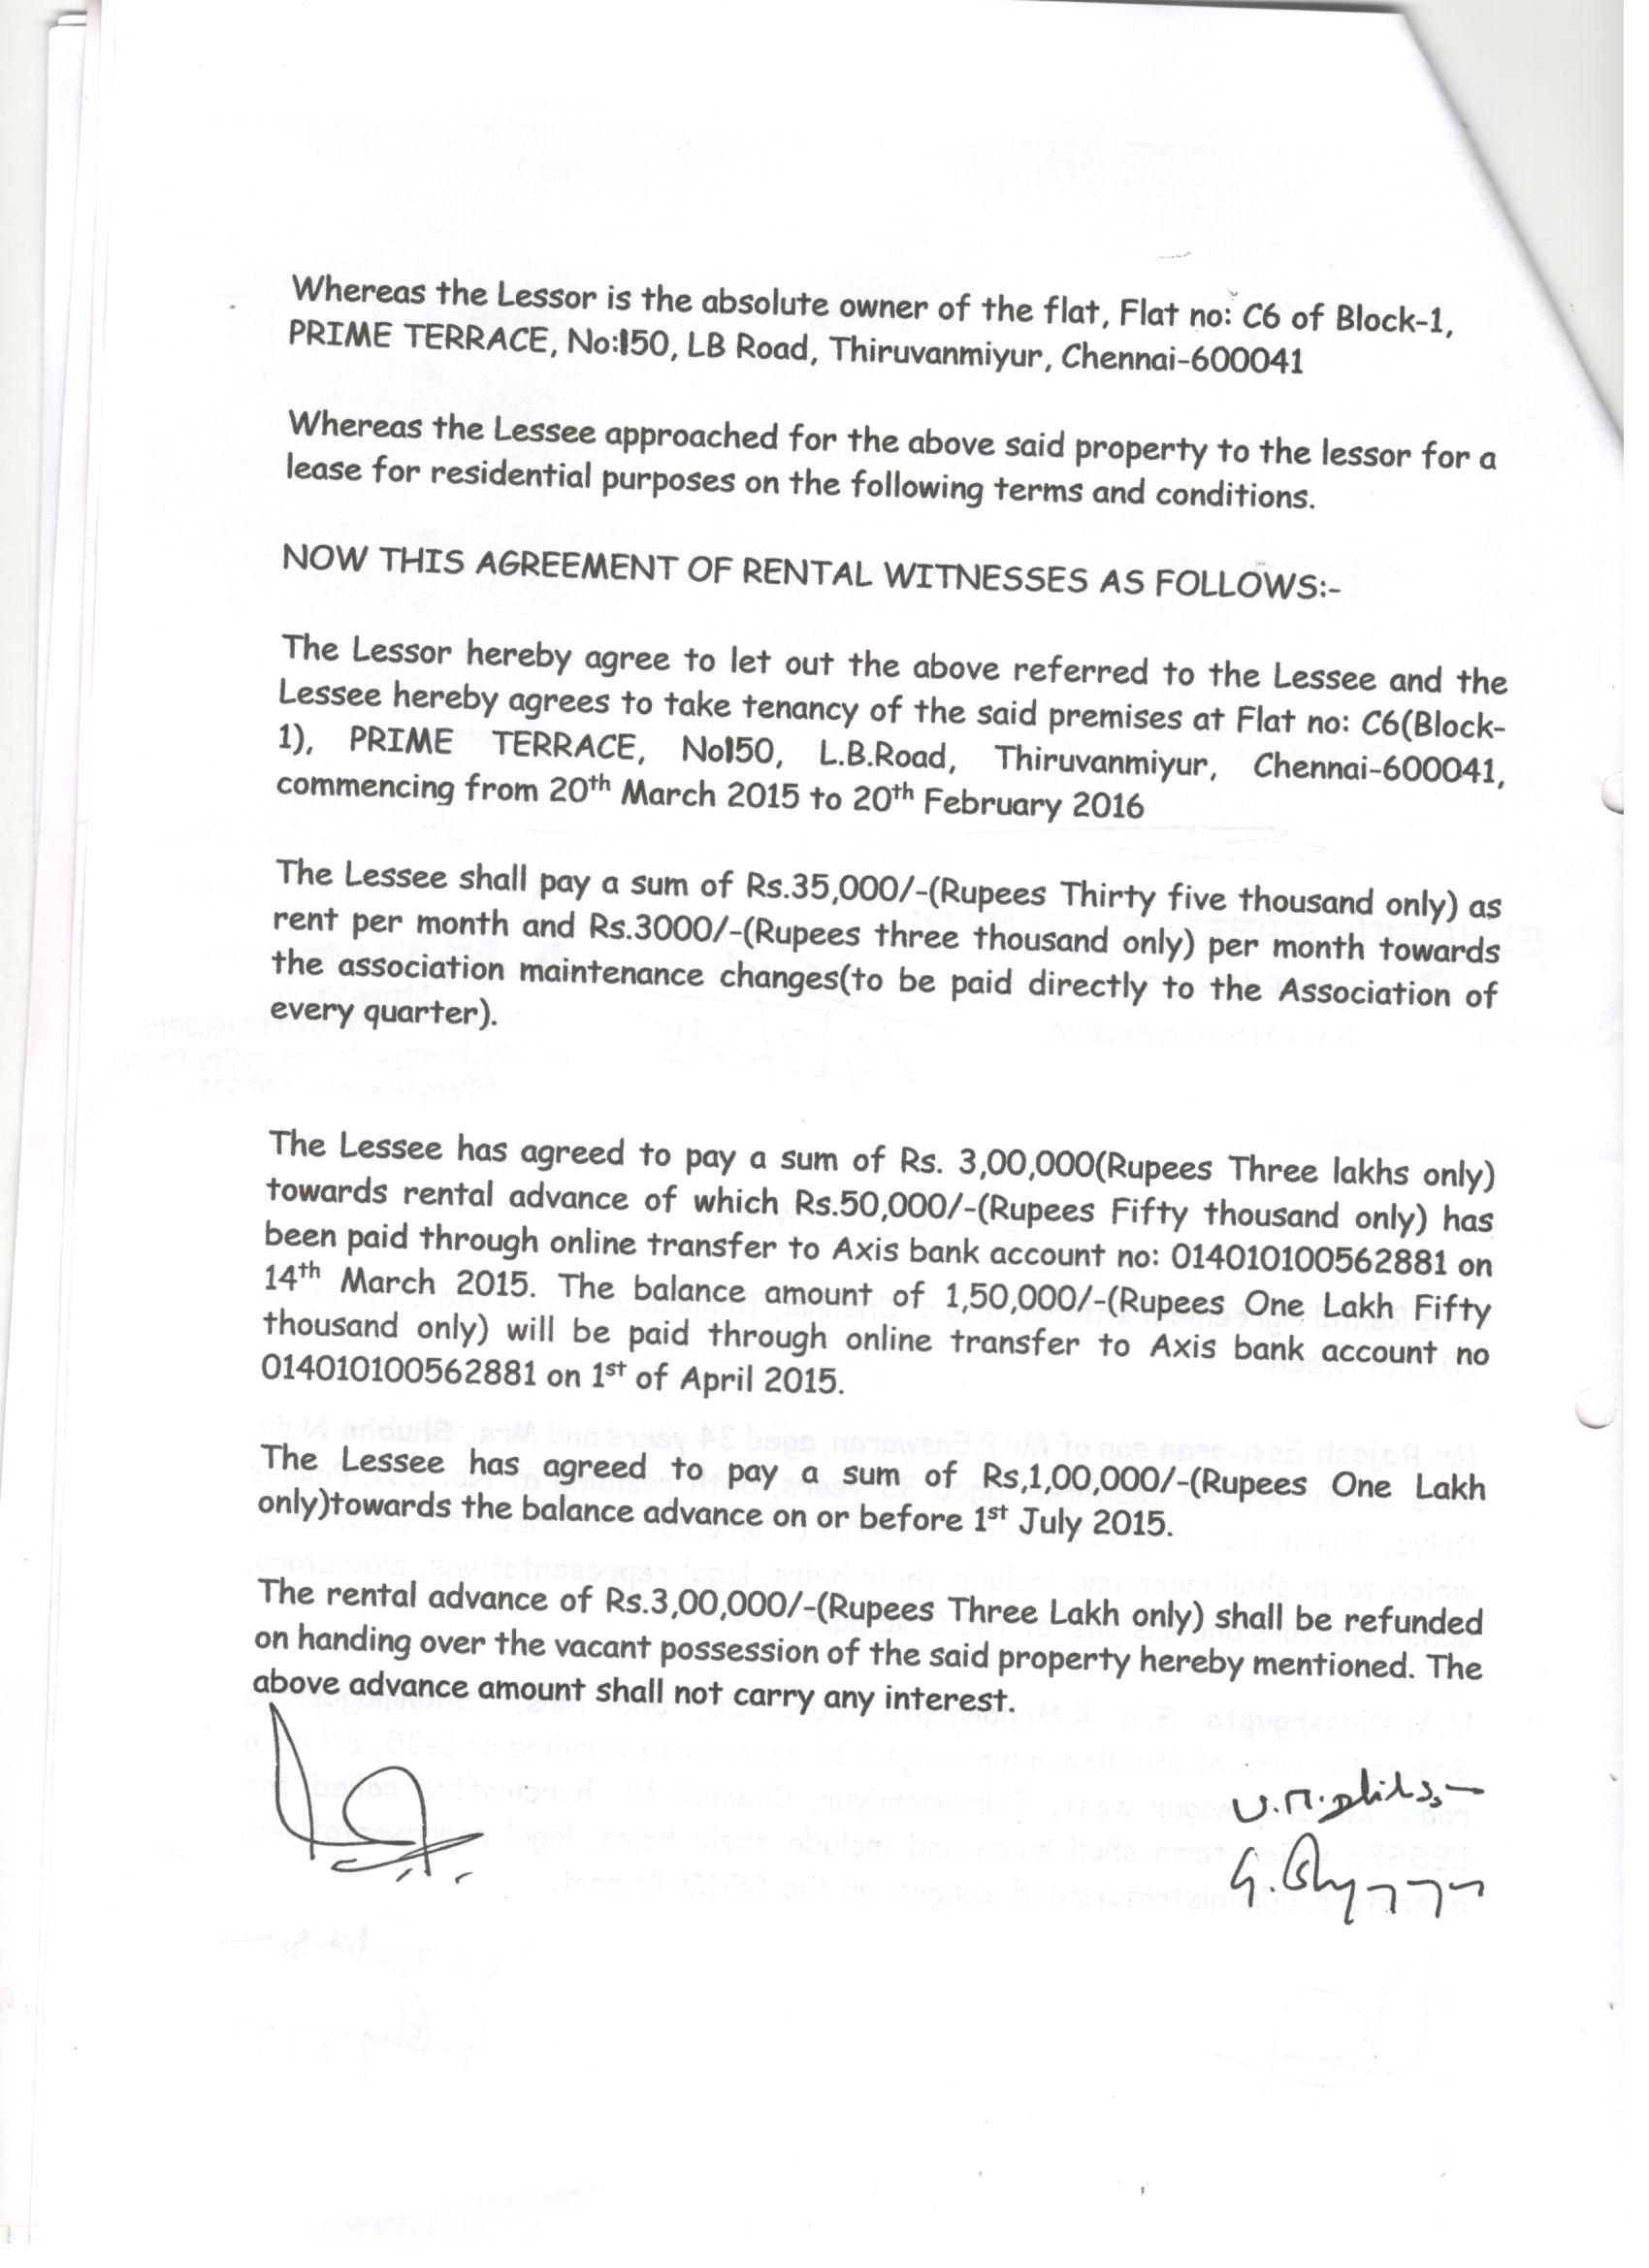 Whereas the Lessor is the absolute owner of the flat, Flat no: C6 of Block-1,
PRIME TERRACE, No:150, LB Road, Thiruvanmiyur, Chennai-600041
Whereas the Lessee approached for the above said property to the lessor for a
lease for residential purposes on the following terms and conditions.
NOW THIS AGREEMENT OF RENTAL WITNESSES AS FOLLOWS:-
The Lessor hereby agree to let out the above referred to the Lessee and the
Lessee hereby agrees to take tenancy of the said premises at Flat no: C6(Block-
1), PRIME TERRACE, No150, L.B.Road, Thiruvanmiyur, Chennai-600041,
commencing from 20th March 2015 to 20th February 2016
The Lessee shall pay a sum of Rs.35,000/-(Rupees Thirty five thousand only) as
rent per month and Rs.3000/-(Rupees three thousand only) per month towards
the association maintenance changes(to be paid directly to the Association of
every quarter).
The Lessee has agreed to pay a sum of Rs. 3,00,000(Rupees Three lakhs only)
towards rental advance of which Rs.50,000/-(Rupees Fifty thousand only) has
been paid through online transfer to Axis bank account no: 014010100562881 on
14th March 2015. The balance amount of 1,50,000/-(Rupees One Lakh Fifty
thousand only) will be paid through online transfer to Axis bank account no
014010100562881 on 1st of April 2015.
The Lessee has agreed to pay a sum of Rs,1,00,000/-(Rupees One Lakh
only)towards the balance advance on or before 1st July 2015.
The rental advance of Rs.3,00,000/-(Rupees Three Lakh only) shall be refunded
on handing over the vacant possession of the said property hereby mentioned. The
above advance amount shall not carry any interest.